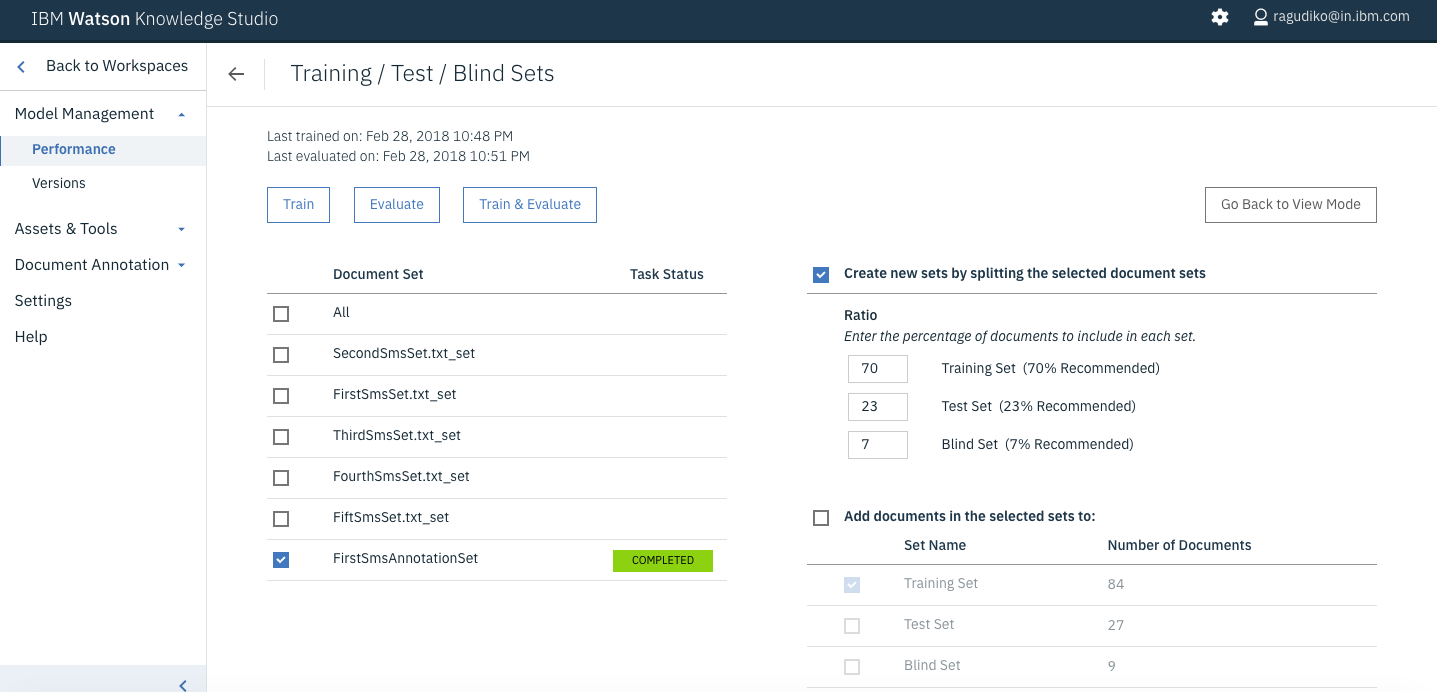 IBM Watson Knowledge Studio
ragudiko@in.ibm.com
Back to Workspaces
Model Management
Performance
Versions
Assets & Tools
Document Annotation
Settings
Help
Training / Test / Blind Sets
Last trained on: Feb 28, 2018 10:48 PM
Last evaluated on: Feb 28, 2018 10:51 PM
Train
Evaluate
Train & Evaluate
Go Back to View Mode
Document Set
Task Status
All
SecondSmsSet.txt_set
FirstSmsSet.txt_set
ThirdSmsSet.txt_set
FourthSmsSet.txt_set
FiftSmsSet.txt_set
FirstSmsAnnotationSet
COMPLETED
Create new sets by splitting the selected document sets
Ratio
Enter the percentage of documents to include in each set.
70 Training Set (70% Recommended)
23 Test Set (23% Recommended)
7 Blind Set (7% Recommended)
Add documents in the selected sets to:
Set Name Number of Documents
Training Set 84
Test Set 27
Blind Set 9